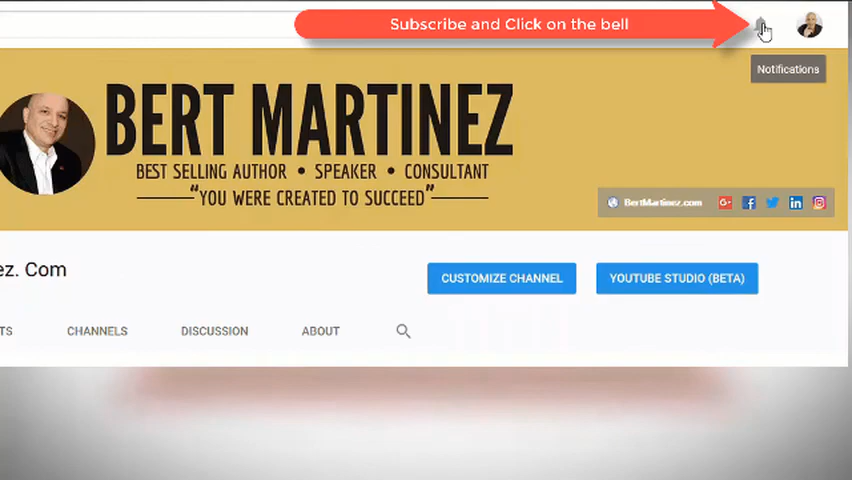 Subscribe and Click on the bell
Notifications
BERT MARTINEZ
BEST SELLING AUTHOR • SPEAKER • CONSULTANT
“YOU WERE CREATED TO SUCCEED”
BertMartinez.com
ez. Com
CUSTOMIZE CHANNEL
YOUTUBE STUDIO (BETA)
TS CHANNELS DISCUSSION ABOUT